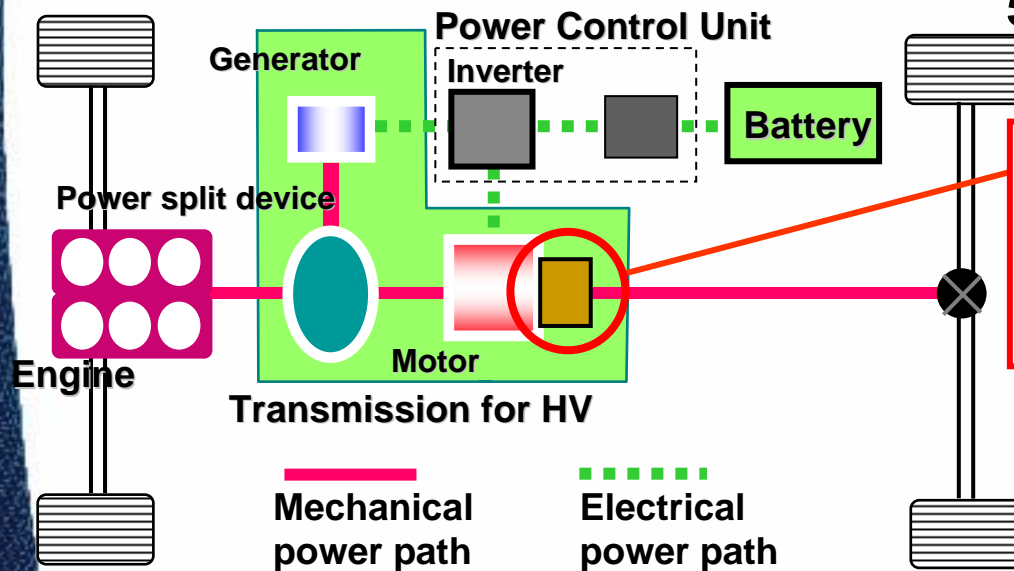 Power Control Unit
Generator
Inverter
Battery
Power split device
Motor
Engine
Transmission for HV
Mechanical
power path
Electrical
power path